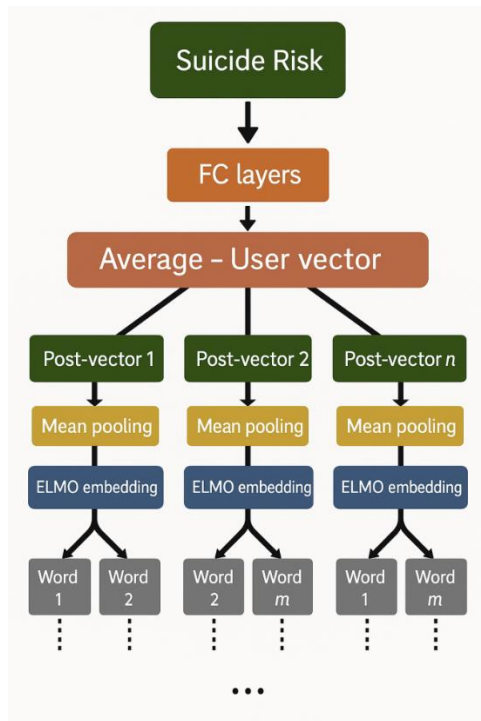 Suicide Risk
FC layers
Average – User vector
Post-vector 1
Post-vector 2
Post-vector n
Mean pooling
Mean pooling
Mean pooling
ELMO embedding
ELMO embedding
ELMO embedding
Word
1
Word
2
Word
2
Word
m
Word
1
Word
m
...